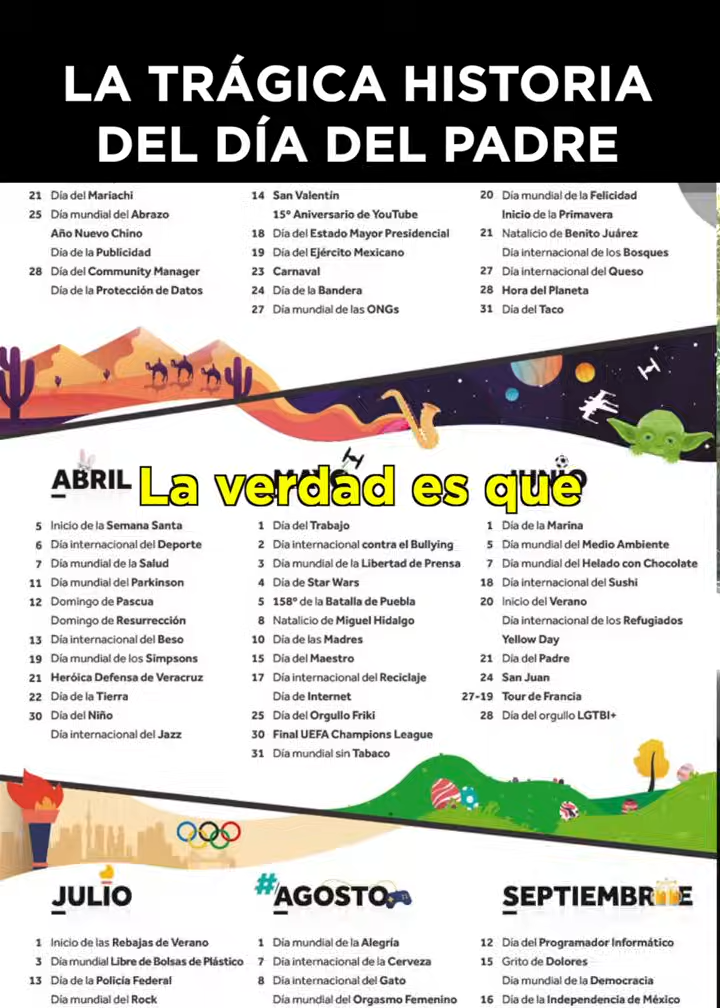 LA TRÁGICA HISTORIA
DEL DÍA DEL PADRE
21 Día del Mariachi
25 Día mundial del Abrazo
Año Nuevo Chino
Día de la Publicidad
28 Día del Community Manager
Día de la Protección de Datos
14 San Valentín
15º Aniversario de YouTube
18 Día del Estado Mayor Presidencial
19 Día del Ejército Mexicano
23 Carnaval
24 Día de la Bandera
27 Día mundial de las ONGs
20 Día mundial de la Felicidad
Inicio de la Primavera
21 Natalicio de Benito Juárez
Día internacional de los Bosques
27 Día internacional del Queso
28 Hora del Planeta
31 Día del Taco
La verdad es que
ABRIL
5 Inicio de la Semana Santa
6 Día internacional del Deporte
7 Día mundial de la Salud
11 Día mundial del Parkinson
12 Domingo de Pascua
Domingo de Resurrección
13 Día internacional del Beso
19 Día mundial de los Simpsons
21 Heróica Defensa de Veracruz
22 Día de la Tierra
30 Día del Niño
Día internacional del Jazz
MAYO
1 Día del Trabajo
2 Día internacional contra el Bullying
3 Día mundial de la Libertad de Prensa
4 Día de Star Wars
5 158º de la Batalla de Puebla
8 Natalicio de Miguel Hidalgo
10 Día de las Madres
15 Día del Maestro
17 Día internacional del Reciclaje
Día de Internet
25 Día del Orgullo Friki
30 Final UEFA Champions League
31 Día mundial sin Tabaco
JUNIO
1 Día de la Marina
5 Día mundial del Medio Ambiente
7 Día mundial del Helado con Chocolate
18 Día internacional del Sushi
20 Inicio del Verano
Día internacional de los Refugiados
Yellow Day
21 Día del Padre
24 San Juan
27-19 Tour de Francia
28 Día del orgullo LGTBI+
JULIO
1 Inicio de las Rebajas de Verano
3 Día mundial Libre de Bolsas de Plástico
13 Día de la Policía Federal
Día mundial del Rock
#AGOSTO
1 Día mundial de la Alegría
7 Día internacional de la Cerveza
8 Día internacional del Gato
Día mundial del Orgasmo Femenino
SEPTIEMBRE
12 Día del Programador Informático
15 Grito de Dolores
Día mundial de la Democracia
16 Día de la Independencia de México